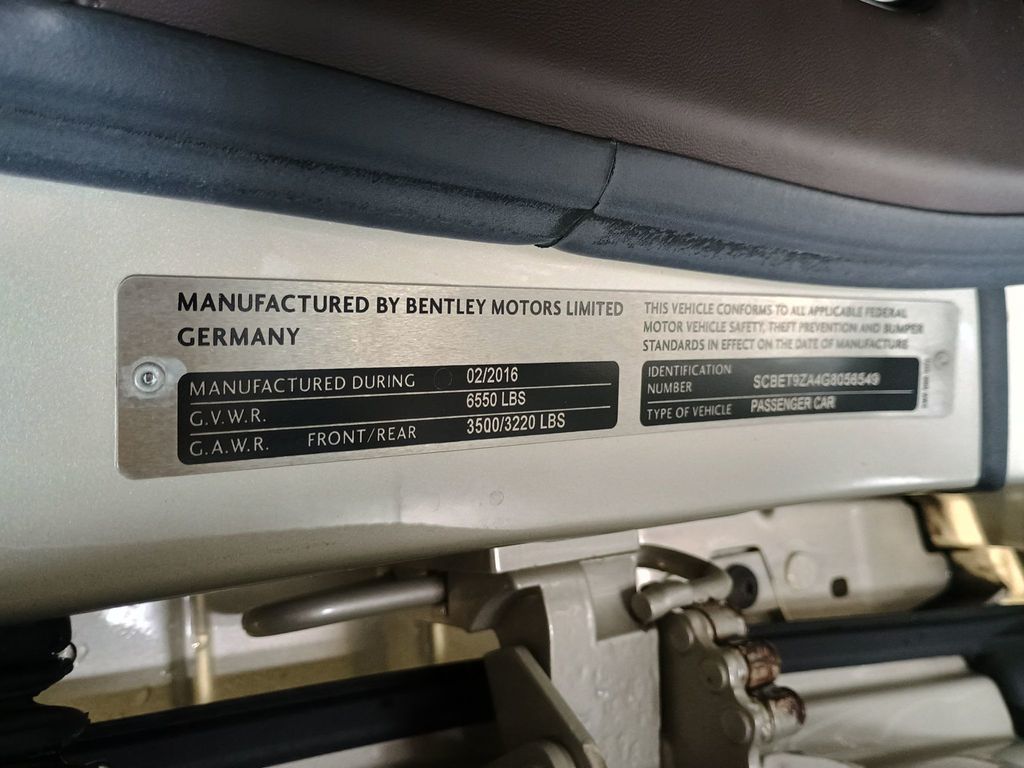 MANUFACTURED BY BENTLEY MOTORS LIMITED
GERMANY
MANUFACTURED DURING 02/2016
G.V.W.R. 6550 LBS
G.A.W.R. FRONT/REAR 3500/3220 LBS
THIS VEHICLE CONFORMS TO ALL APPLICABLE FEDERAL
MOTOR VEHICLE SAFETY, THEFT PREVENTION AND BUMPER
STANDARDS IN EFFECT ON THE DATE OF MANUFACTURE
IDENTIFICATION
NUMBER
TYPE OF VEHICLE PASSENGER CAR